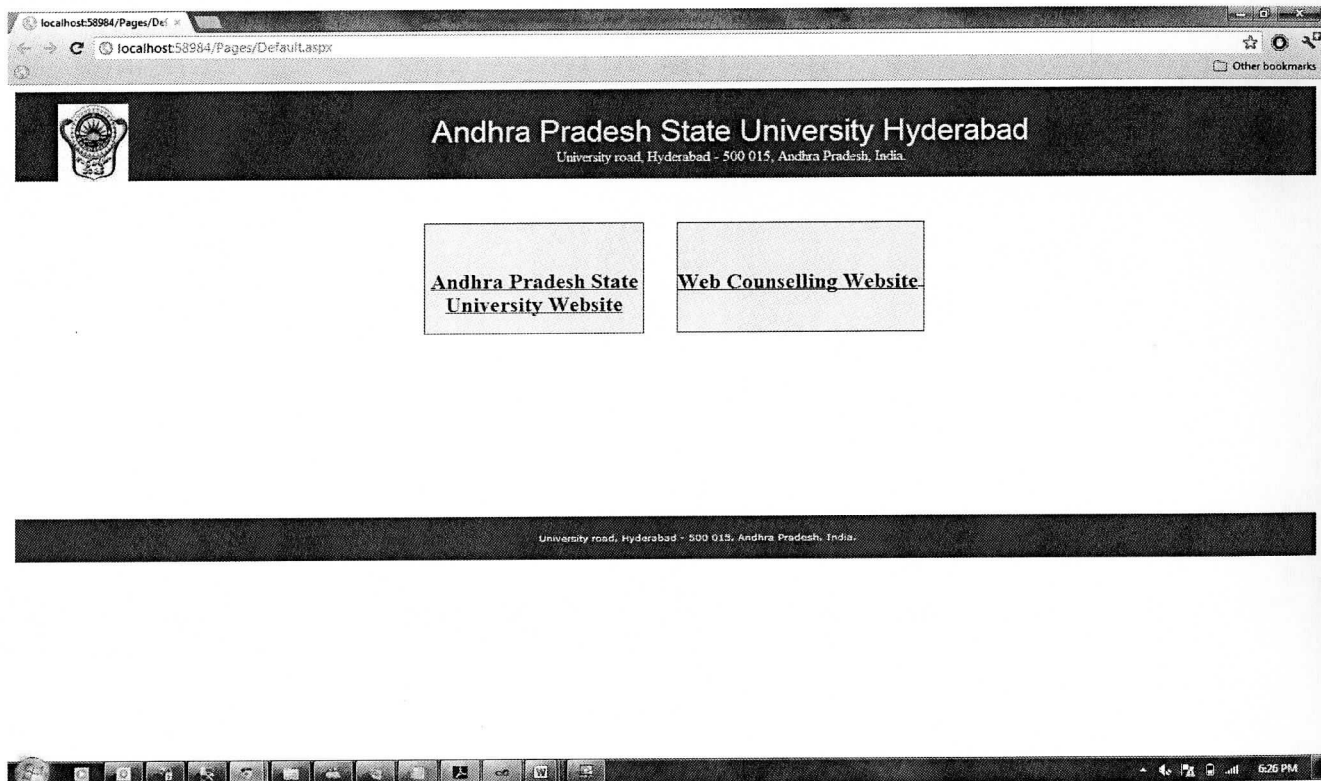 localhost:58984/Pages/Def
localhost:58984/Pages/Default.aspx
Other bookmarks
Andhra Pradesh State University Hyderabad
University road, Hyderabad - 500 015, Andhra Pradesh, India.
Andhra Pradesh State
University Website
Web Counselling Website
University road, Hyderabad - 500 015, Andhra Pradesh, India.
W
6:26 PM